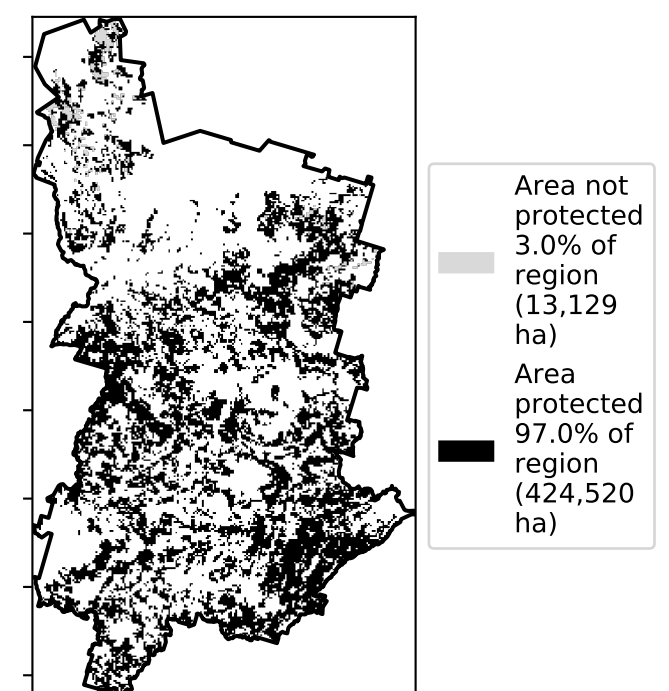 Area not
protected
3.0% of
region
(13,129
ha)
Area
protected
97.0% of
region
(424,520
ha)